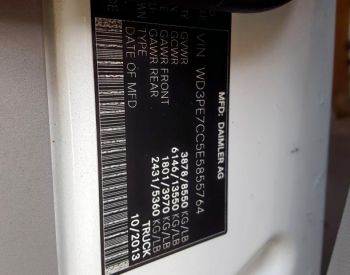 MFD: DAIMLER AG
VIN WD3PE7CC5E5855764
GVWR 3878/8550 KG/LB
GCWR 6146/13550 KG/LB
GAWR FRONT 1801/3970 KG/LB
GAWR REAR: 2431/5360 KG/LB
TYPE TRUCK
DATE OF MFD 10/2013